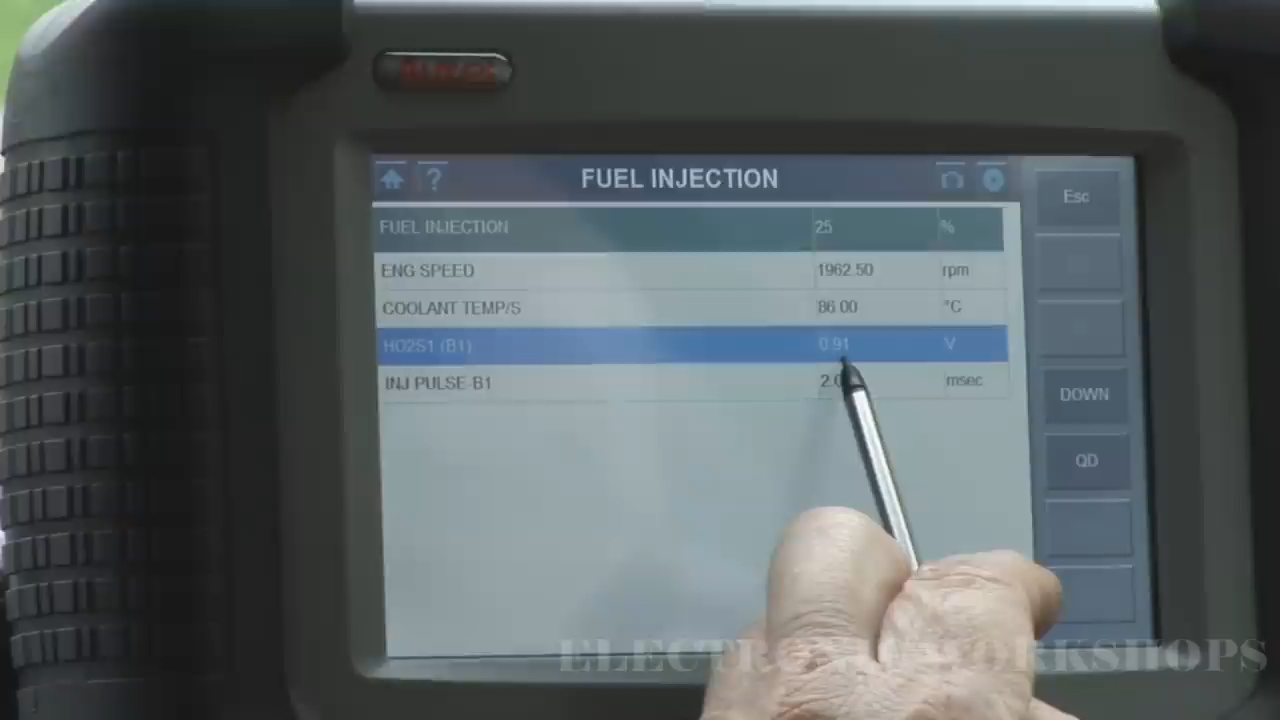 ?
FUEL INJECTION
Esc
FUEL INJECTION 25 %
ENG SPEED 1962.50 rpm
COOLANT TEMP/S 86.00 °C
HO2S1 (B1) 0.91 V
INJ PULSE-B1 msec
DOWN
QD
WORKSHOPS